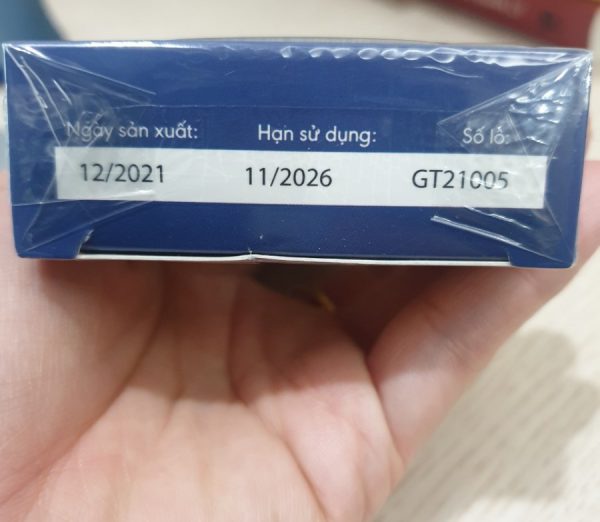 Ngày sản xuất: Hạn sử dụng: Số lô:
12/2021 11/2026 GT21005